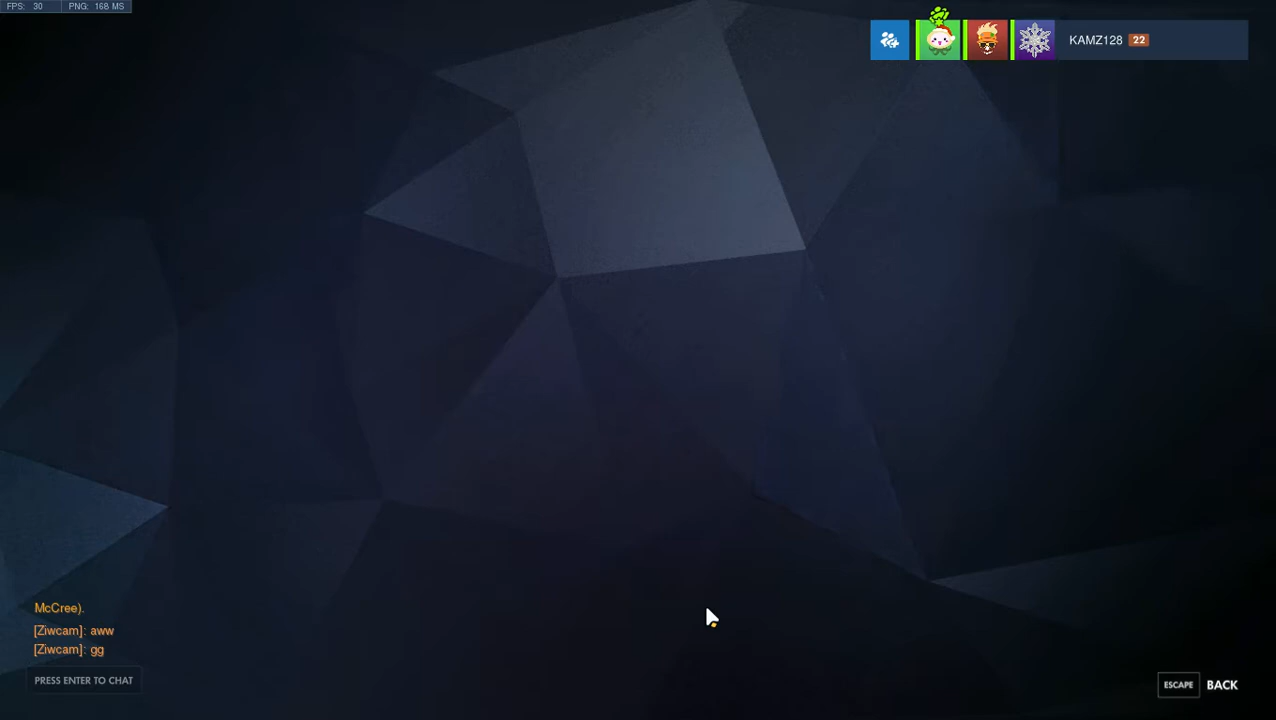 FPS: 30 PNG: 168 MS
KAMZ128 22
McCree).
[Ziwcam]: aww
[Ziwcam]: gg
PRESS ENTER TO CHAT
ESCAPE BACK